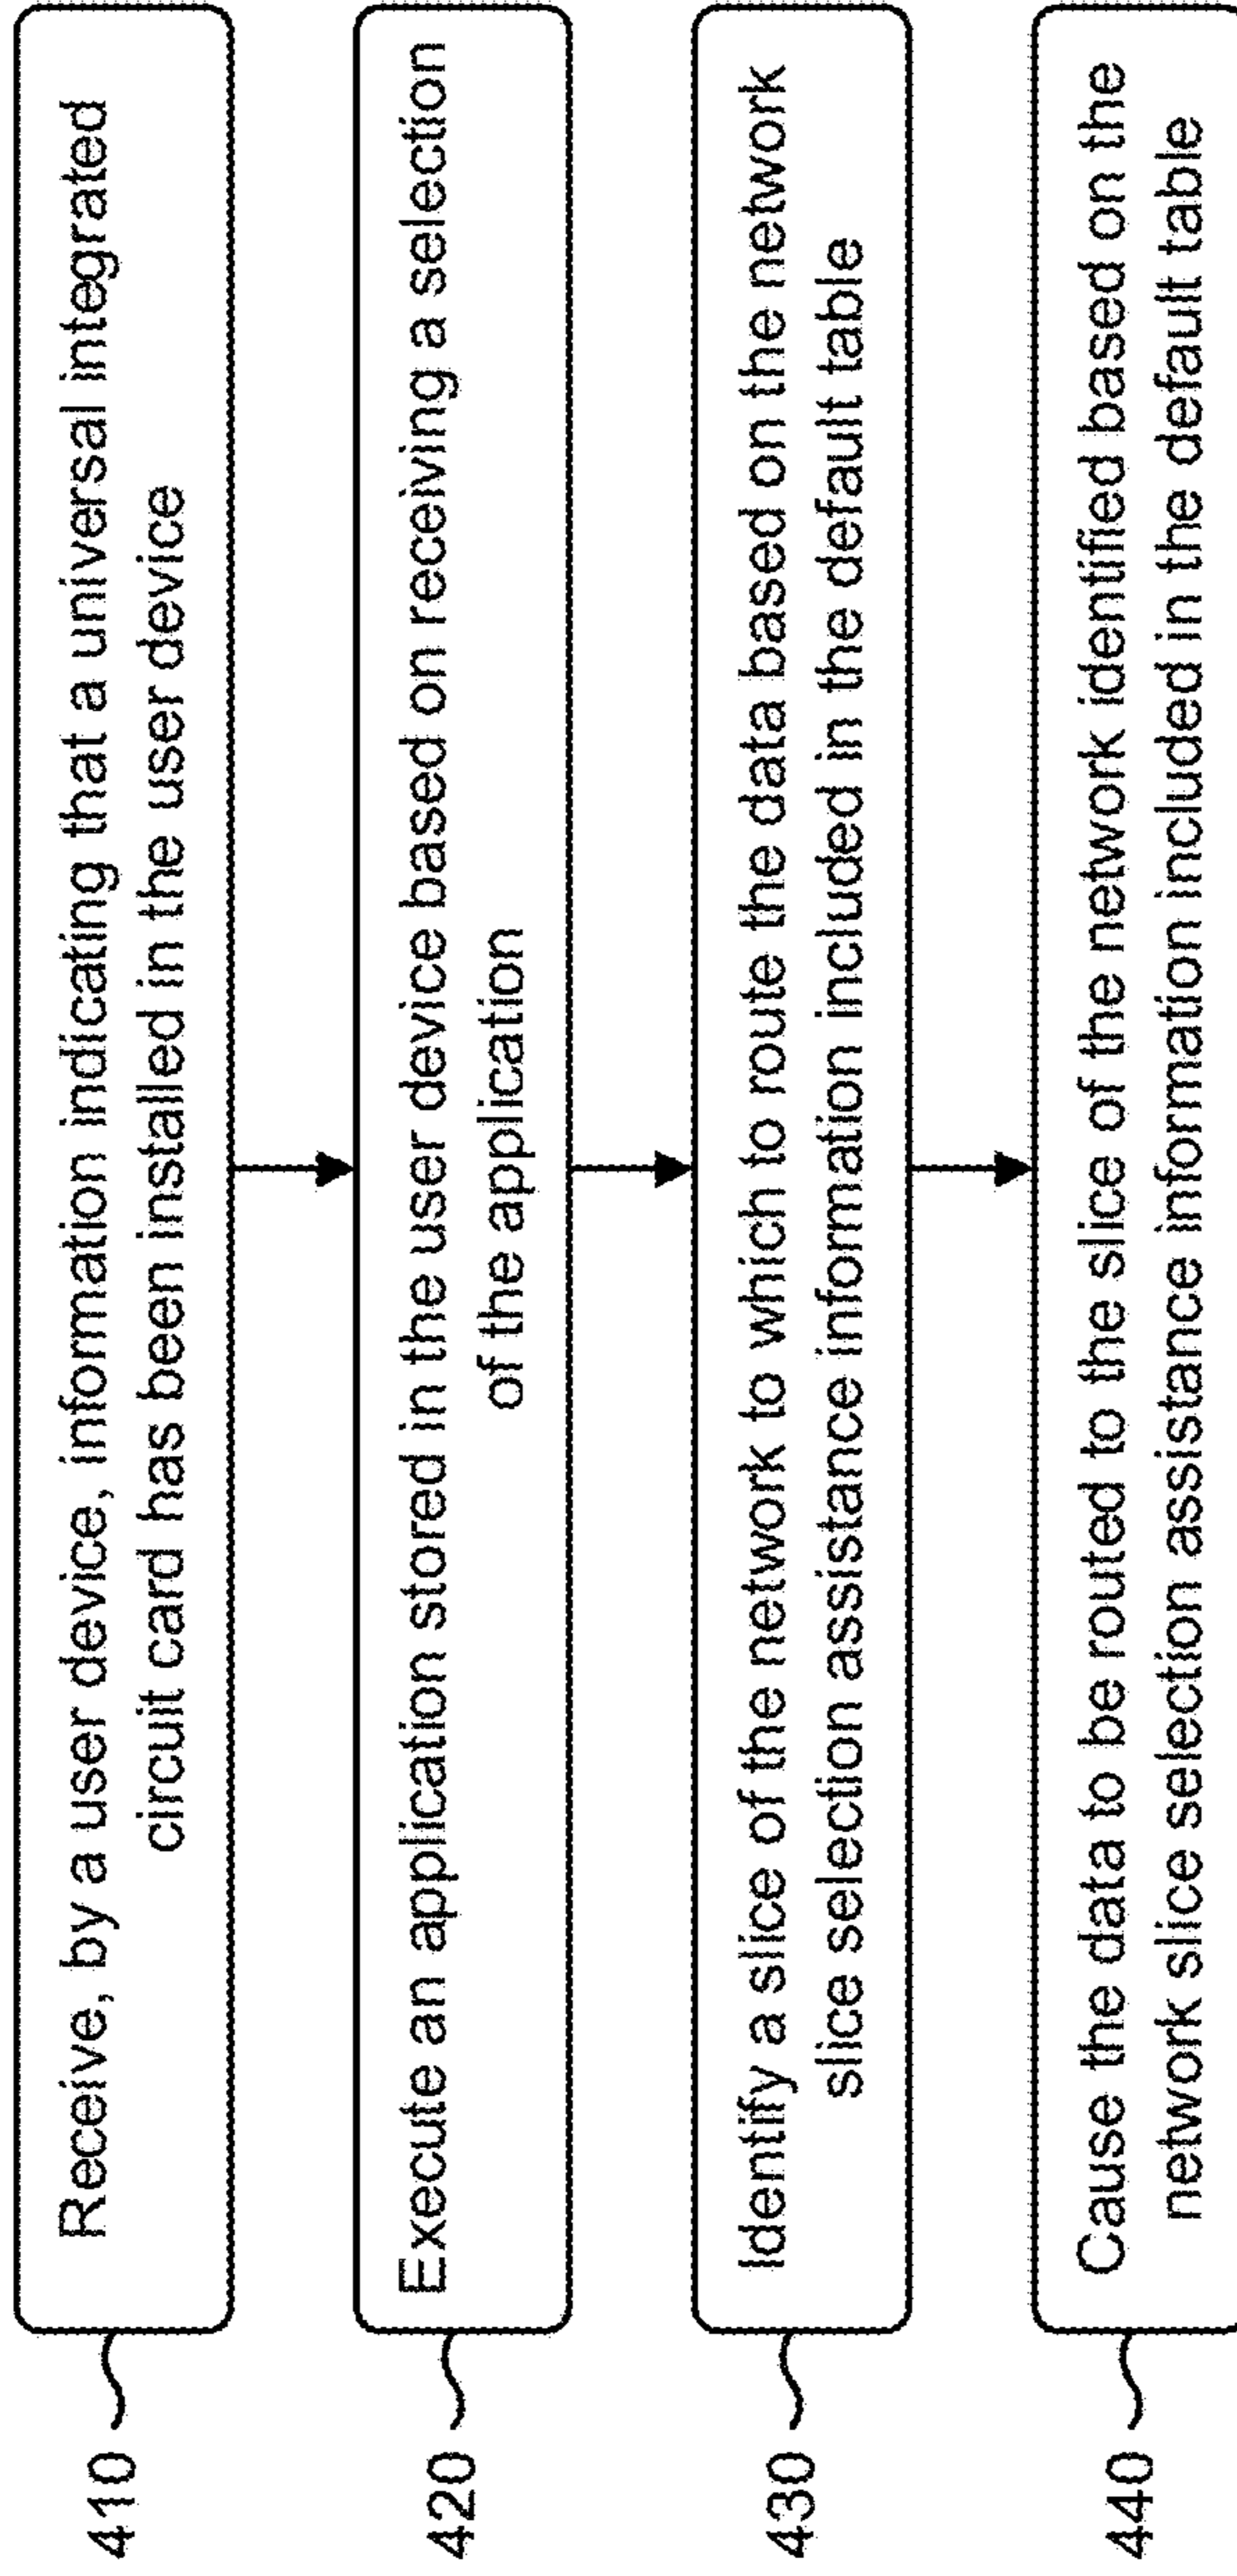 410
Receive, by a user device, information indicating that a universal integrated
circuit card has been installed in the user device
420
Execute an application stored in the user device based on receiving a selection
of the application
430
Identify a slice of the network to which to route the data based on the network
slice selection assistance information included in the default table
440
Cause the data to be routed to the slice of the network identified based on the
network slice selection assistance information included in the default table